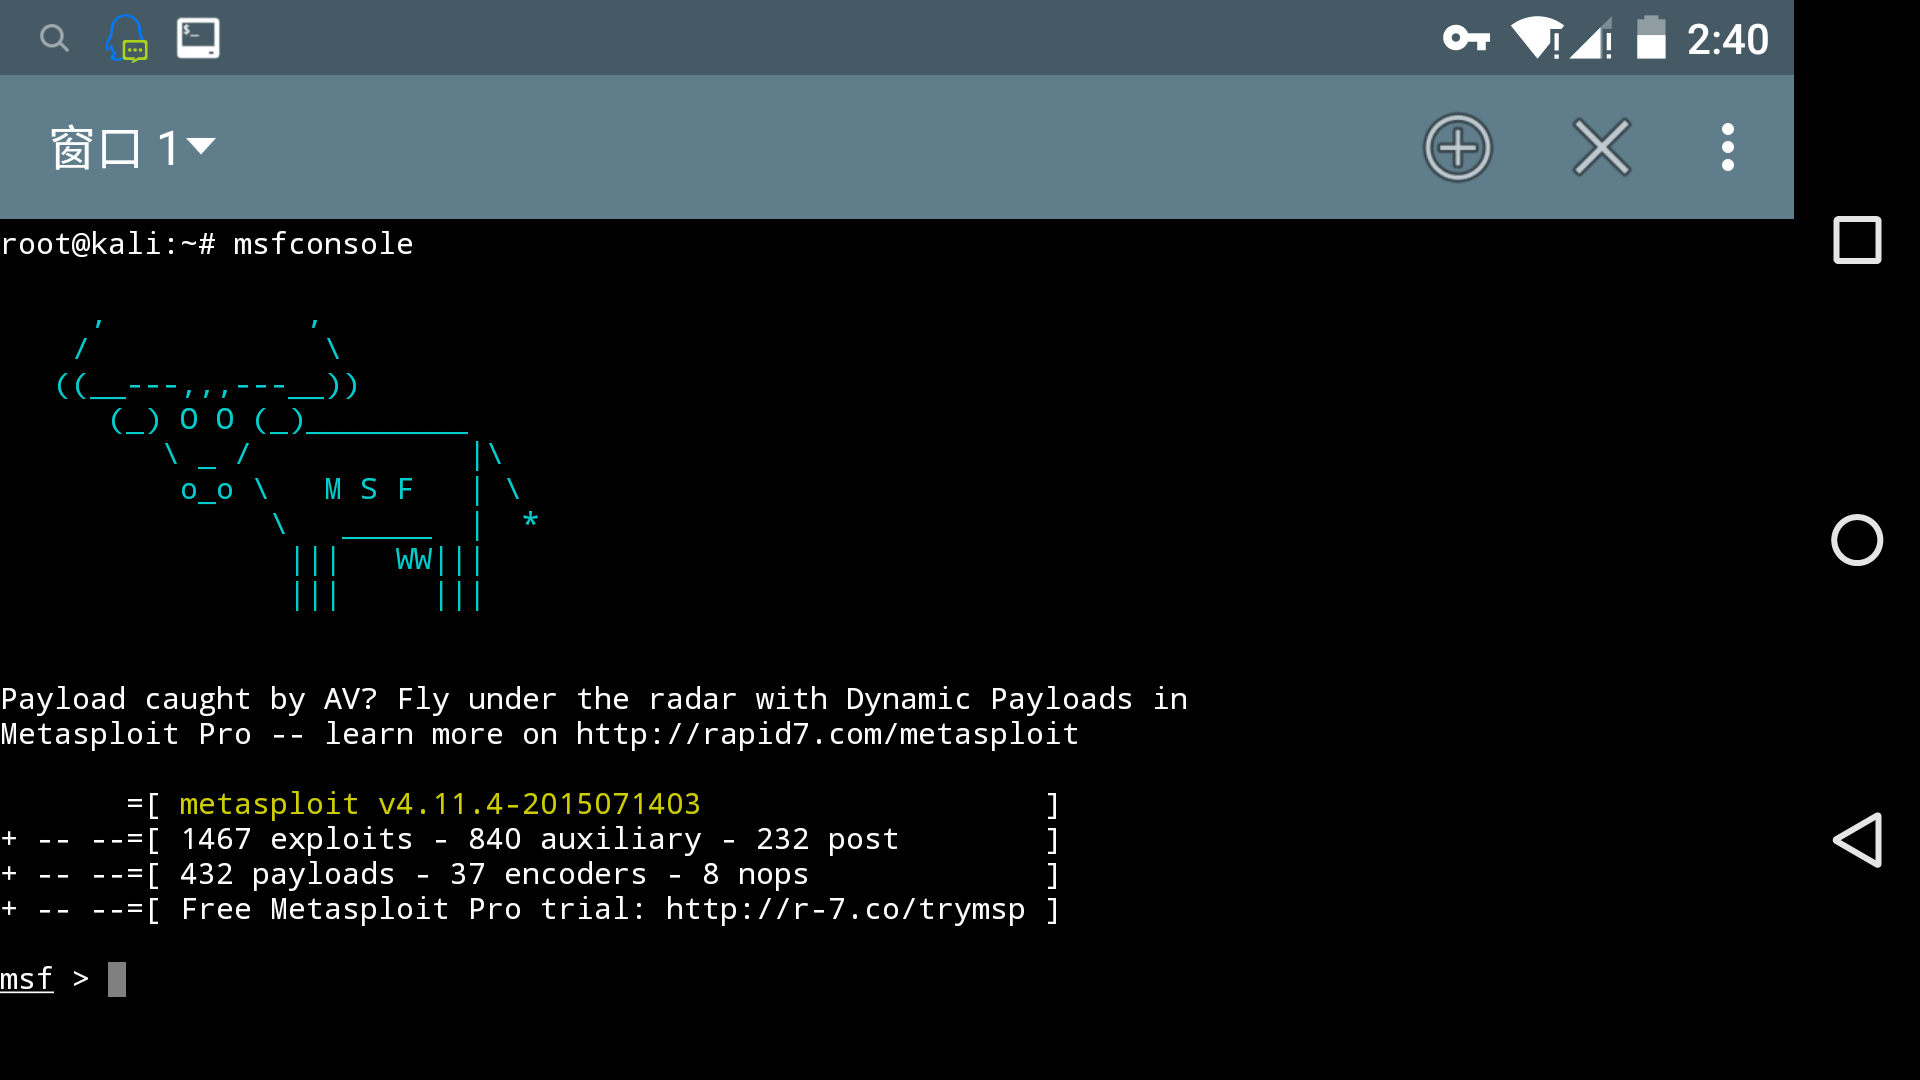 2:40
窗口 1
root@kali:~# msfconsole
     ,           ,
    /             \
   ((__---,,,---__))
      (_) O O (_)_________
         \ _ /            |\
          o_o \   M S F   | \
               \   _____  |  *
                |||   WW|||
                |||     |||
Payload caught by AV? Fly under the radar with Dynamic Payloads in
Metasploit Pro -- learn more on http://rapid7.com/metasploit
       =[ metasploit v4.11.4-2015071403                   ]
+ -- --=[ 1467 exploits - 840 auxiliary - 232 post        ]
+ -- --=[ 432 payloads - 37 encoders - 8 nops             ]
+ -- --=[ Free Metasploit Pro trial: http://r-7.co/trymsp ]
msf >